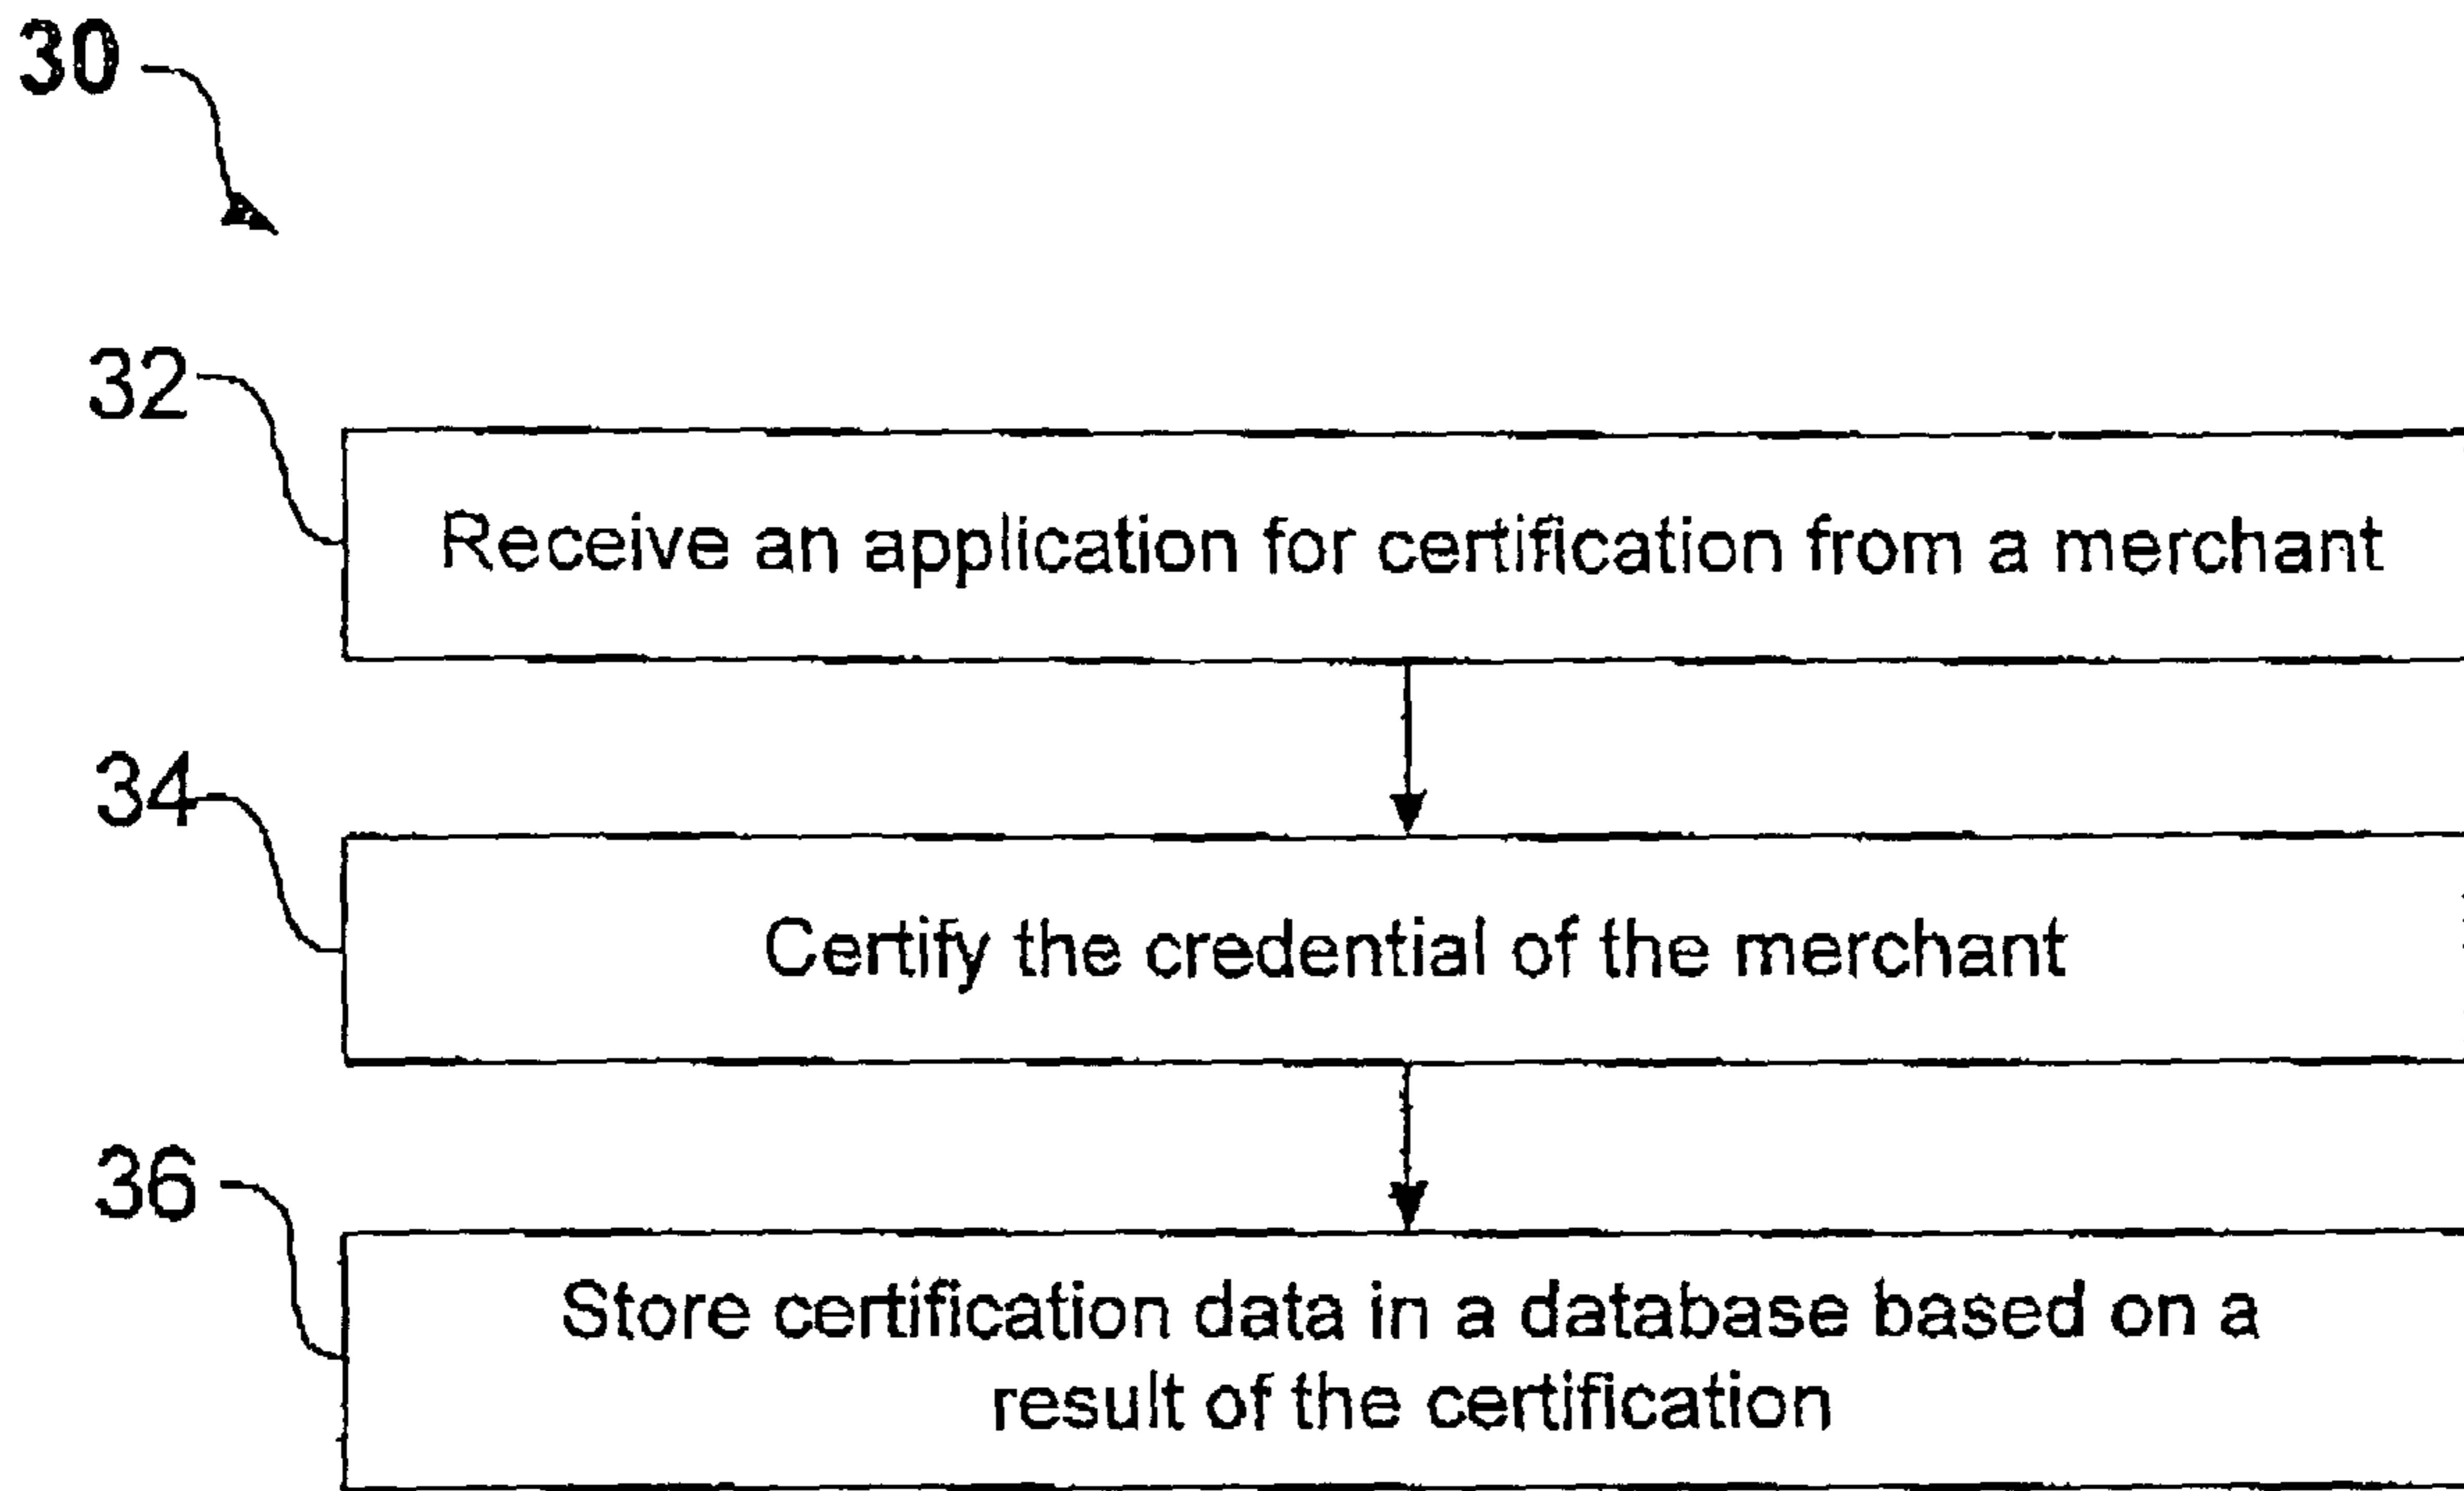 30
32
Receive an application for certification from a merchant
34
Certify the credential of the merchant
36
Store certification data in a database based on a
result of the certification